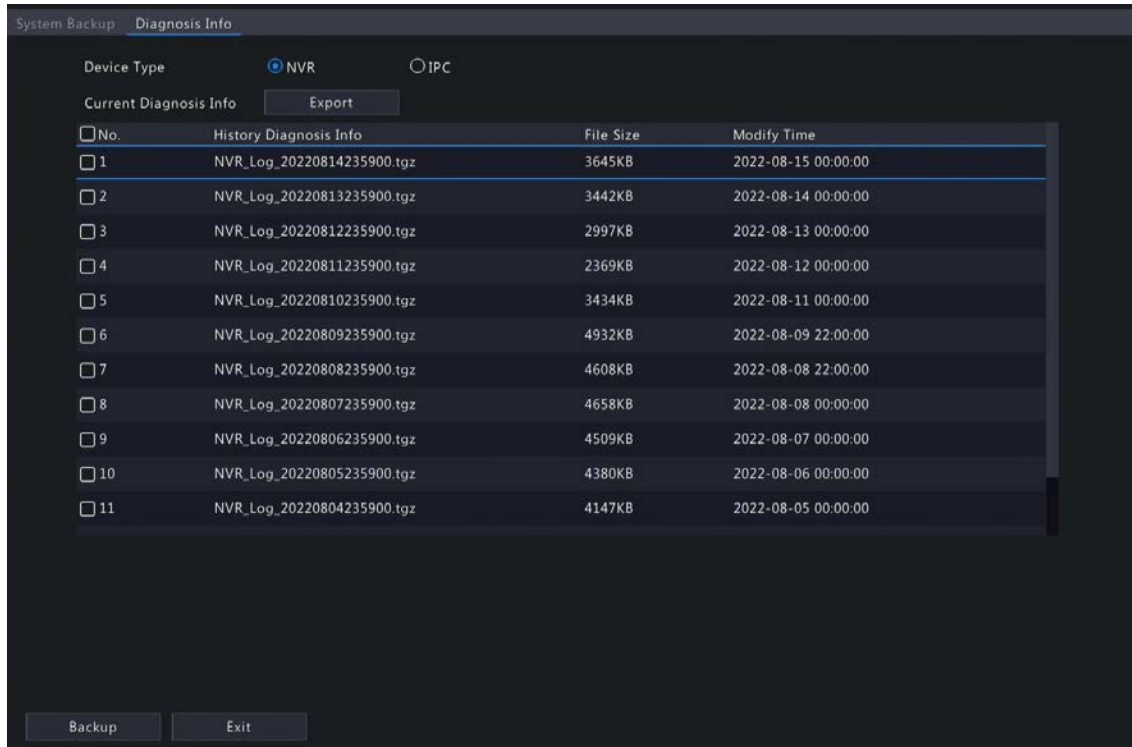 System Backup Diagnosis Info
Device Type NVR IPC
Current Diagnosis Info Export
No. History Diagnosis Info File Size Modify Time
1 NVR_Log_20220814235900.tgz 3645KB 2022-08-15 00:00:00
2 NVR_Log_20220813235900.tgz 3442KB 2022-08-14 00:00:00
3 NVR_Log_20220812235900.tgz 2997KB 2022-08-13 00:00:00
4 NVR_Log_20220811235900.tgz 2369KB 2022-08-12 00:00:00
5 NVR_Log_20220810235900.tgz 3434KB 2022-08-11 00:00:00
6 NVR_Log_20220809235900.tgz 4932KB 2022-08-09 22:00:00
7 NVR_Log_20220808235900.tgz 4608KB 2022-08-08 22:00:00
8 NVR_Log_20220807235900.tgz 4658KB 2022-08-08 00:00:00
9 NVR_Log_20220806235900.tgz 4509KB 2022-08-07 00:00:00
10 NVR_Log_20220805235900.tgz 4380KB 2022-08-06 00:00:00
11 NVR_Log_20220804235900.tgz 4147KB 2022-08-05 00:00:00
Backup Exit